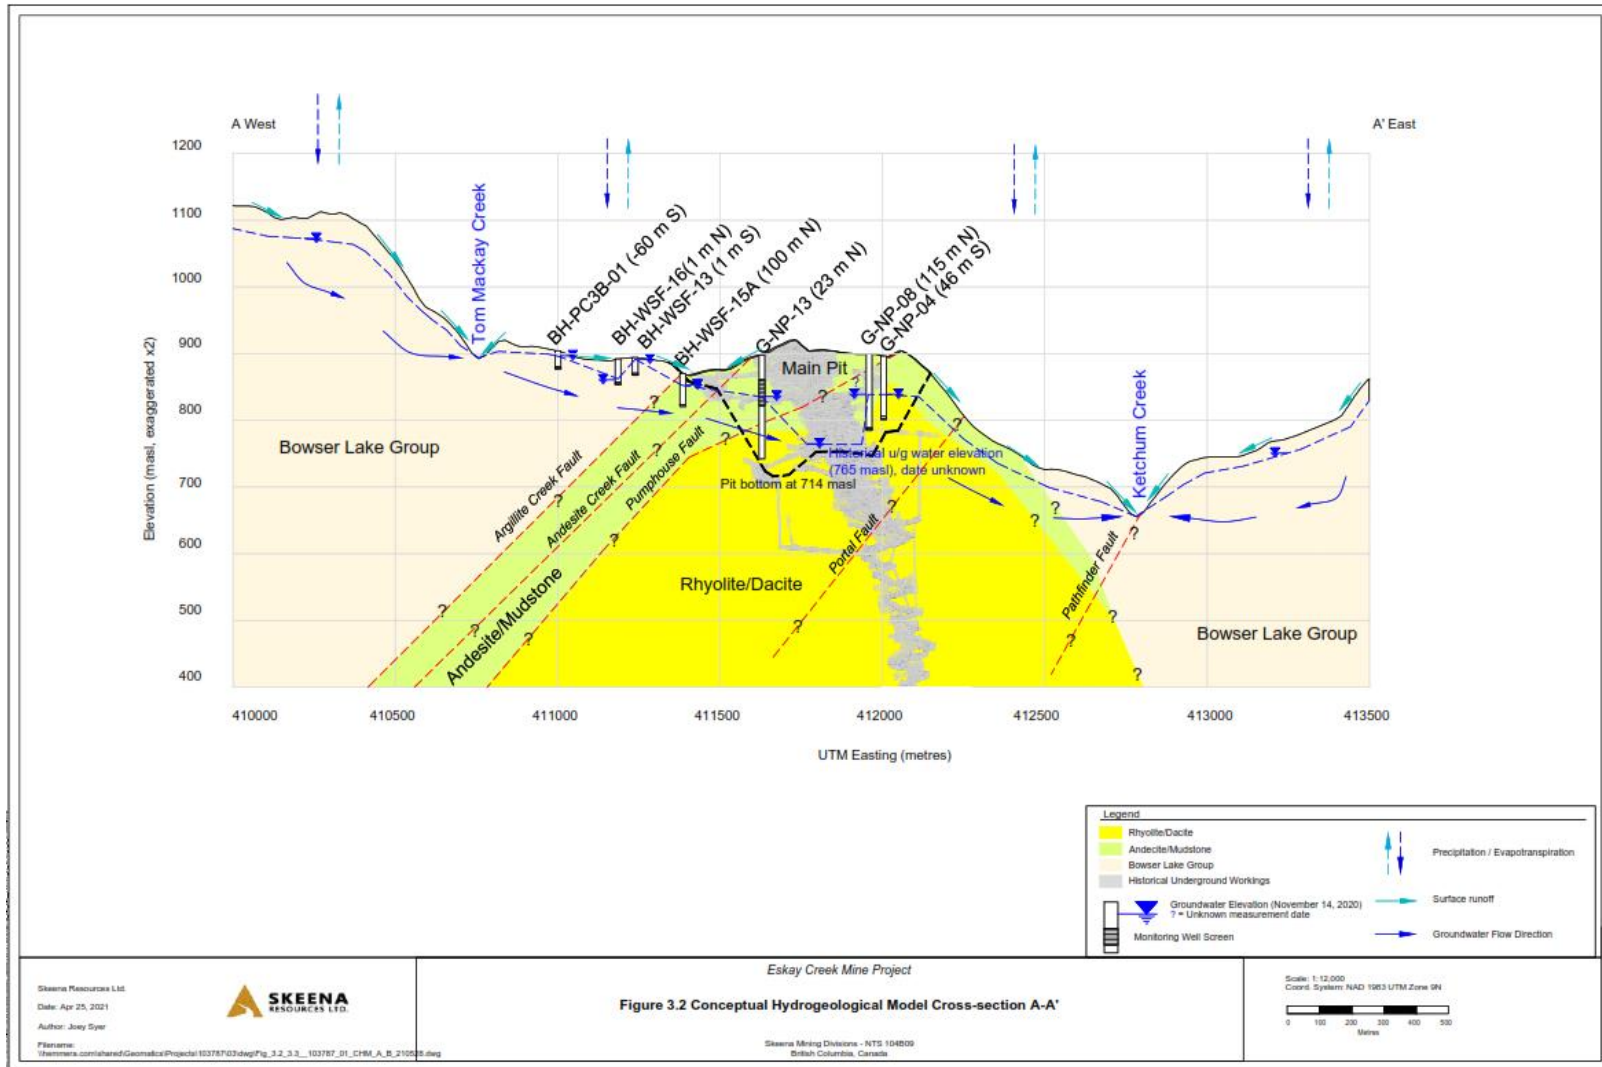 A West
A' East
1200
1100
1000
900
800
700
600
500
400
Elevation (masl, exaggerated x2)
Tom Mackay Creek
BH-PC3B-01 (-60 m S)
BH-WSF-16(1 m N)
BH-WSF-13 (1 m S)
BH-WSF-15A (100 m N)
G-NP-13 (23 m N)
G-NP-08 (115 m N)
G-NP-04 (46 m S)
Main Pit
Ketchum Creek
Bowser Lake Group
Argillite Creek Fault
Andesite Creek Fault
Pumphouse Fault
Historical u/g water elevation
(765 masl), date unknown
Pit bottom at 714 masl
Portal Fault
Pathfinder Fault
Andesite/Mudstone
Rhyolite/Dacite
Bowser Lake Group
? ? ? ? ? ? ? ? ? ? ? ? ? ? ? ? ? ? ?
410000 410500 411000 411500 412000 412500 413000 413500
UTM Easting (metres)
Legend
Rhyolite/Dacite
Andecite/Mudstone
Bowser Lake Group
Historical Underground Workings
Groundwater Elevation (November 14, 2020)
? = Unknown measurement date
Monitoring Well Screen
Precipitation / Evapotranspiration
Surface runoff
Groundwater Flow Direction
Skeena Resources Ltd.
Date: Apr 25, 2021
Author: Joey Syer
Filename:
SKEENA
RESOURCES LTD.
Eskay Creek Mine Project
Figure 3.2 Conceptual Hydrogeological Model Cross-section A-A'
Skeena Mining Divisions - NTS 104B09
British Columbia, Canada
Scale: 1:12,000
Coord. System: NAD 1983 UTM Zone 9N
0 100 200 300 400 500
Metres